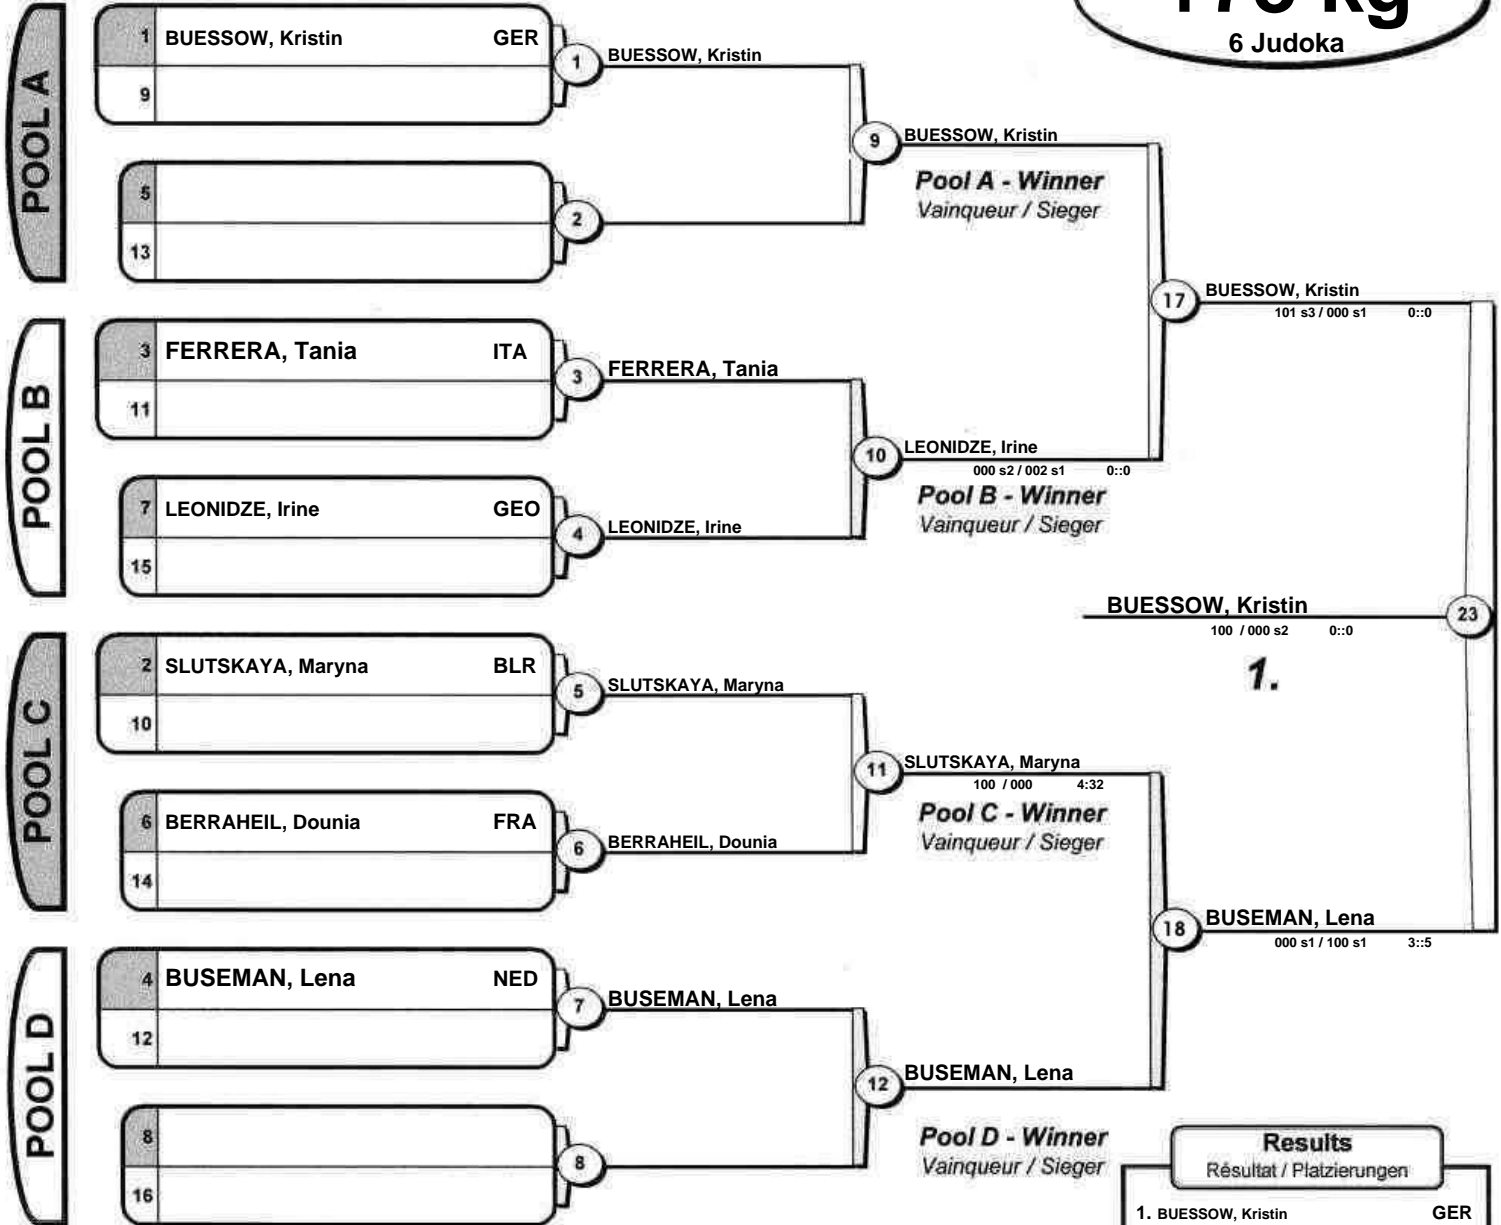 6 Judoka
POOL A
1 BUESSOW, Kristin GER
9
1
BUESSOW, Kristin
5
13
2
9
BUESSOW, Kristin
Pool A - Winner
Vainqueur / Sieger
POOL B
3 FERRERA, Tania ITA
11
3
FERRERA, Tania
7 LEONIDZE, Irine GEO
15
4
LEONIDZE, Irine
10
LEONIDZE, Irine
000 s2 / 002 s1 0::0
Pool B - Winner
Vainqueur / Sieger
17
BUESSOW, Kristin
101 s3 / 000 s1 0::0
BUESSOW, Kristin
100 / 000 s2 0::0
23
1.
POOL C
2 SLUTSKAYA, Maryna BLR
10
5
SLUTSKAYA, Maryna
6 BERRAHEIL, Dounia FRA
14
6
BERRAHEIL, Dounia
11
SLUTSKAYA, Maryna
100 / 000 4:32
Pool C - Winner
Vainqueur / Sieger
18
BUSEMAN, Lena
000 s1 / 100 s1 3::5
POOL D
4 BUSEMAN, Lena NED
12
7
BUSEMAN, Lena
8
16
8
12
BUSEMAN, Lena
Pool D - Winner
Vainqueur / Sieger
Results
Résultat / Platzierungen
1. BUESSOW, Kristin GER